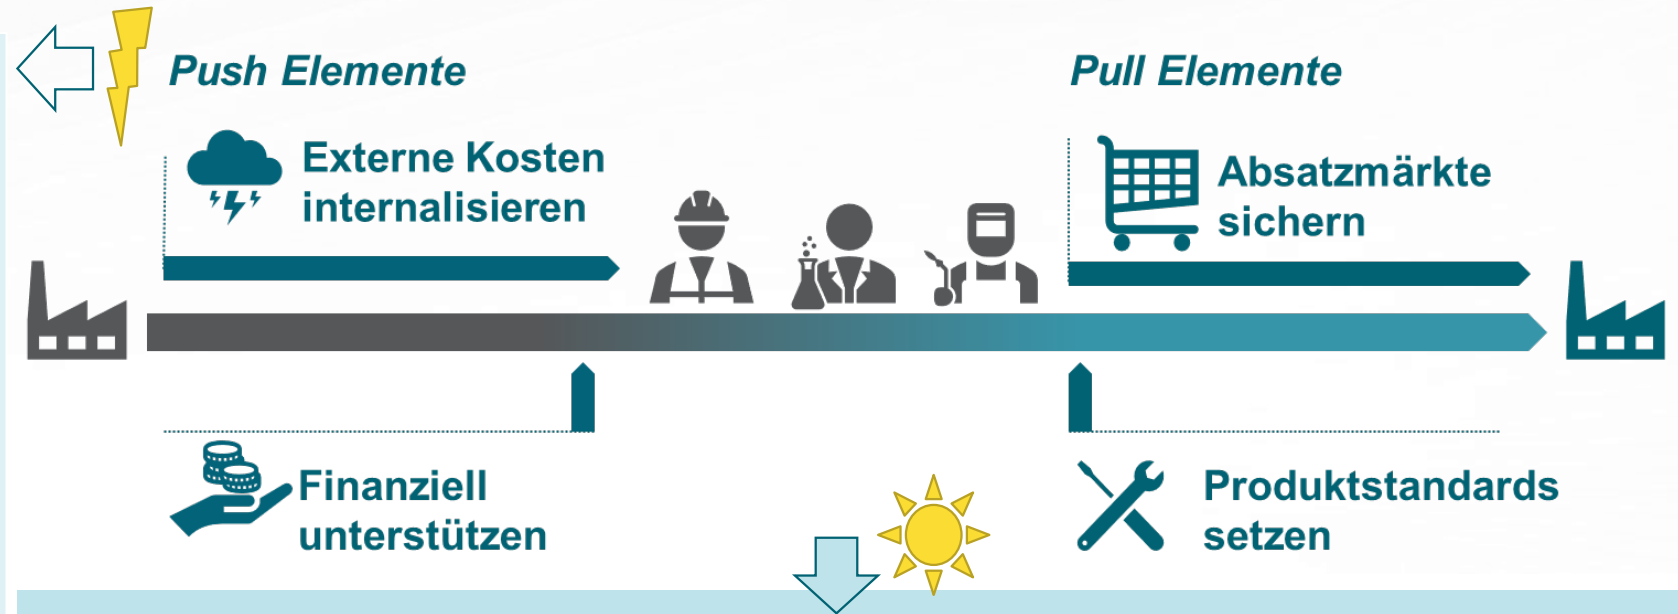 Push Elemente
Externe Kosten
internalisieren
Finanziell
unterstützen
Pull Elemente
Absatzmärkte
sichern
Produktstandards
setzen